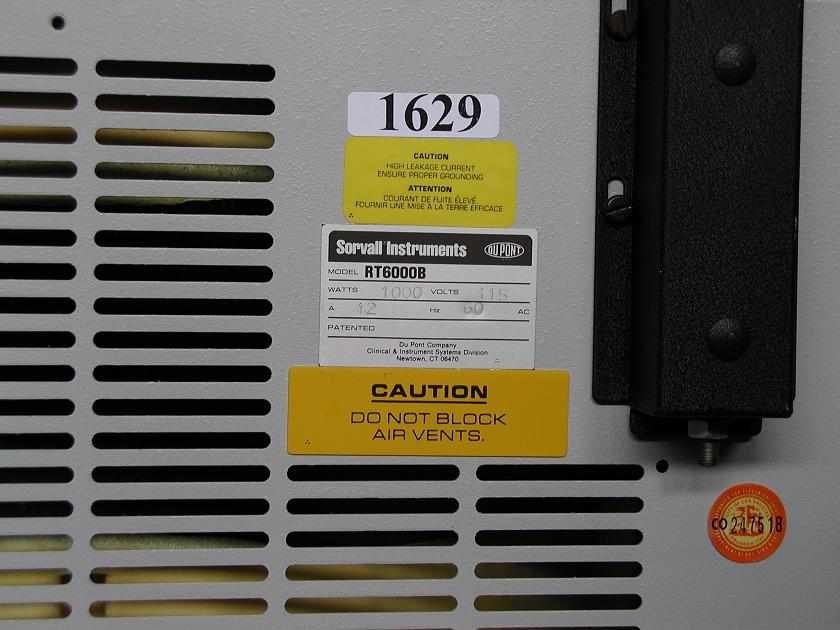 1629
CAUTION
HIGH LEAKAGE CURRENT
ENSURE PROPER GROUNDING
ATTENTION
COURANT DE FUITE ÉLEVÉ
FOURNIR UNE MISE À LA TERRE EFFICACE
Sorvall Instruments DU PONT
MODEL RT6000B
WATTS 1000 VOLTS 115
A 12 Hz 60 AC
PATENTED
Du Pont Company
Clinical & Instrument Systems Division
Newtown, CT 06470
CAUTION
DO NOT BLOCK
AIR VENTS.
CO 247518